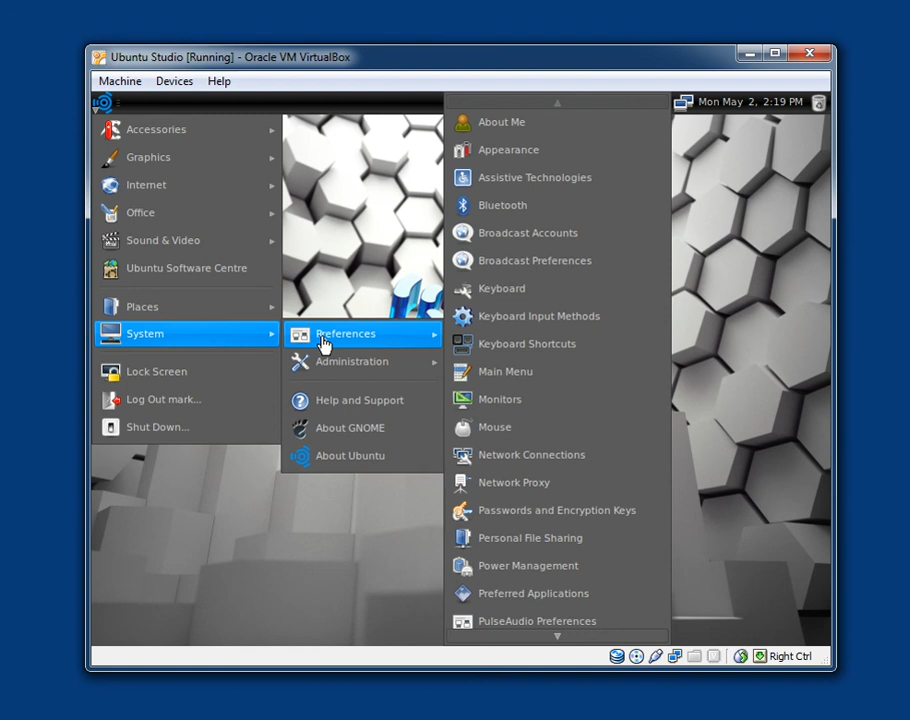 Ubuntu Studio [Running] - Oracle VM VirtualBox
Machine Devices Help
Mon May 2, 2:19 PM
Accessories
Graphics
Internet
Office
Sound & Video
Ubuntu Software Centre
Places
System
Lock Screen
Log Out mark...
Shut Down...
Preferences
Administration
Help and Support
About GNOME
About Ubuntu
About Me
Appearance
Assistive Technologies
Bluetooth
Broadcast Accounts
Broadcast Preferences
Keyboard
Keyboard Input Methods
Keyboard Shortcuts
Main Menu
Monitors
Mouse
Network Connections
Network Proxy
Passwords and Encryption Keys
Personal File Sharing
Power Management
Preferred Applications
PulseAudio Preferences
Right Ctrl